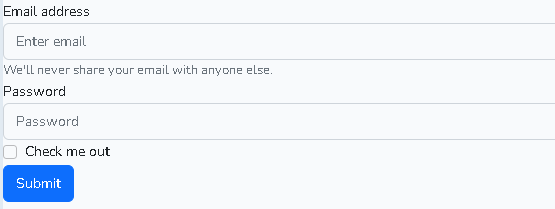 Email address
Enter email
We'll never share your email with anyone else.
Password
Password
Check me out
Submit